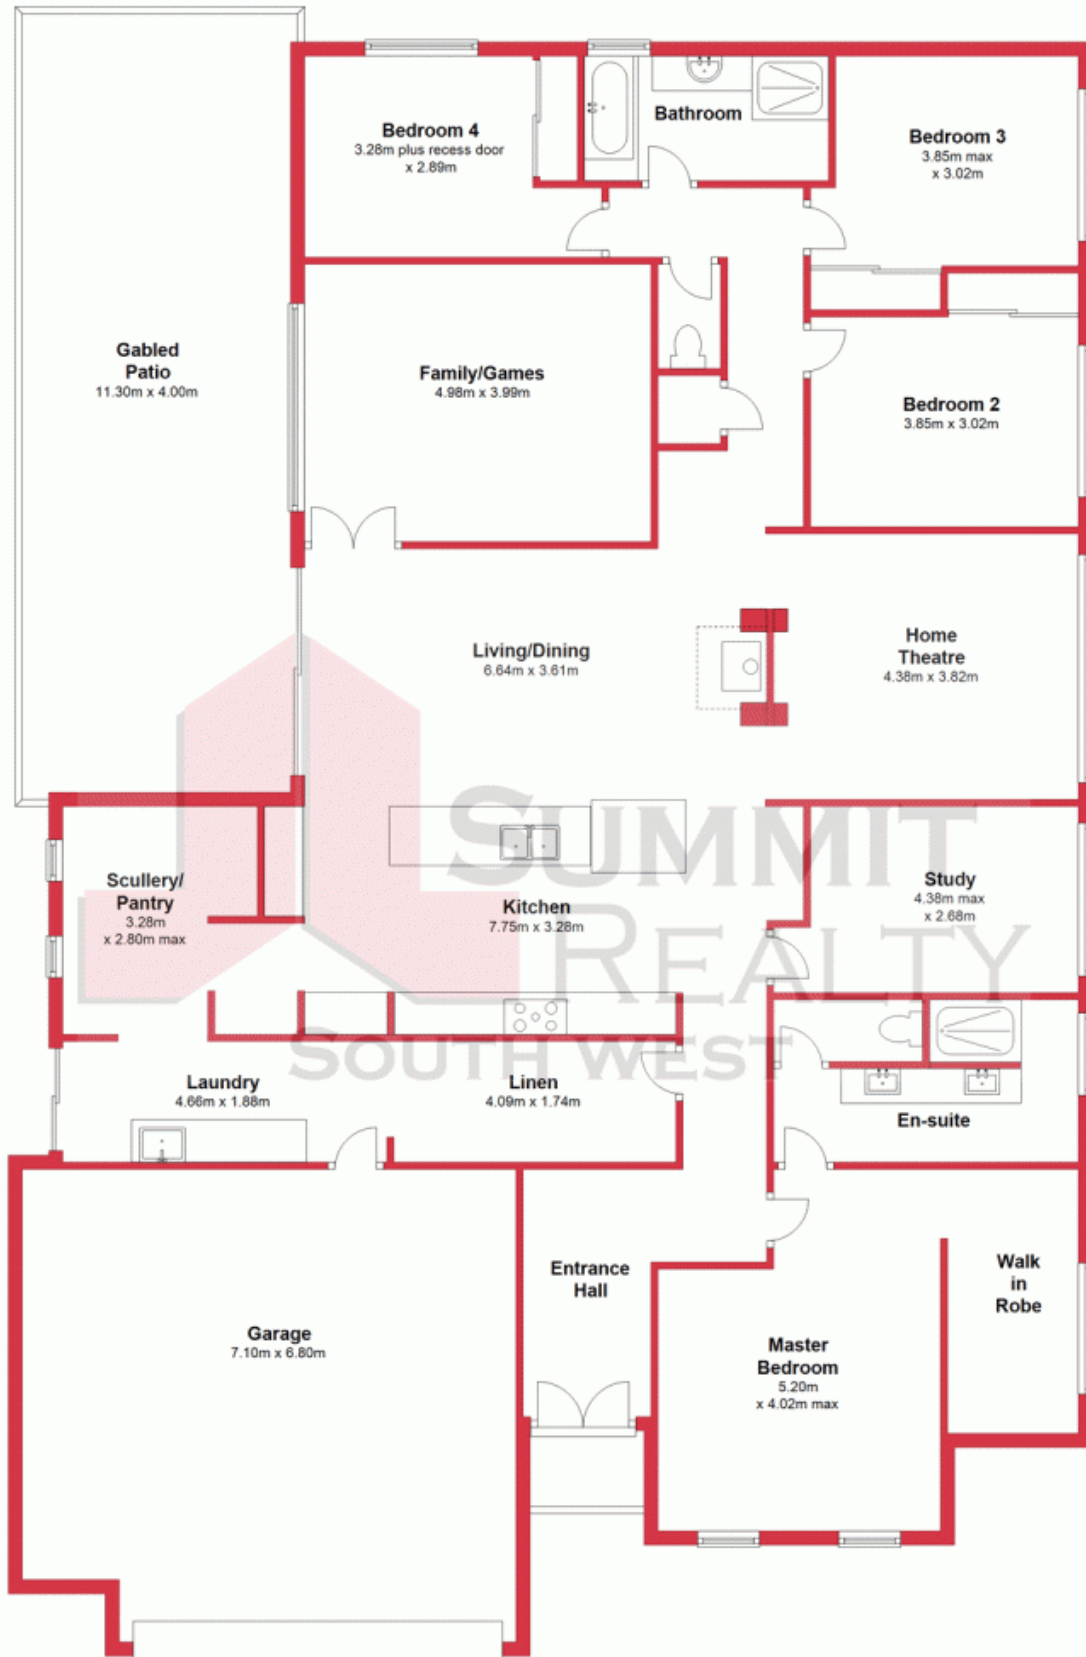 Bedroom 4
3.28m plus recess door
x 2.89m
Bathroom
Bedroom 3
3.85m max
x 3.02m
Gabled
Patio
11.30m x 4.00m
Family/Games
4.98m x 3.99m
Bedroom 2
3.85m x 3.02m
Living/Dining
6.64m x 3.61m
Home
Theatre
4.38m x 3.82m
Scullery/
Pantry
3.28m
x 2.80m max
Kitchen
7.75m x 3.28m
Study
4.38m max
x 2.68m
SUMMIT
REALTY
SOUTH WEST
Laundry
4.66m x 1.88m
Linen
4.09m x 1.74m
En-suite
Entrance
Hall
Walk
in
Robe
Garage
7.10m x 6.80m
Master
Bedroom
5.20m
x 4.02m max